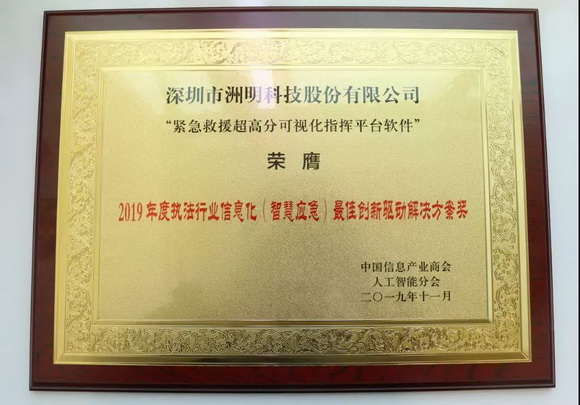 深圳市洲明科技股份有限公司
“紧急救援超高分可视化指挥平台软件”
荣膺
2019年度执法行业信息化（智慧应急）最佳创新驱动解决方案奖
中国信息产业商会
人工智能分会
二〇一九年十一月